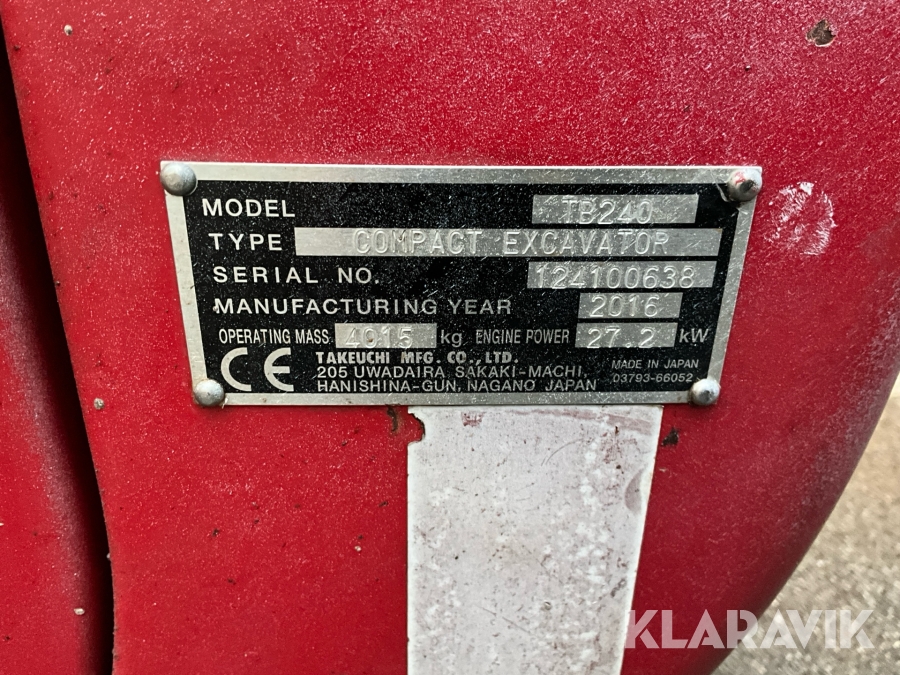 MODEL TB240
TYPE COMPACT EXCAVATOR
SERIAL NO. 124100638
MANUFACTURING YEAR 2016
OPERATING MASS 4015 kg ENGINE POWER 27.2 kW
CE
TAKEUCHI MFG. CO., LTD.
205 UWADAIRA SAKAKI-MACHI,
HANISHINA-GUN, NAGANO JAPAN
MADE IN JAPAN
03793-66052
KLARAVIK